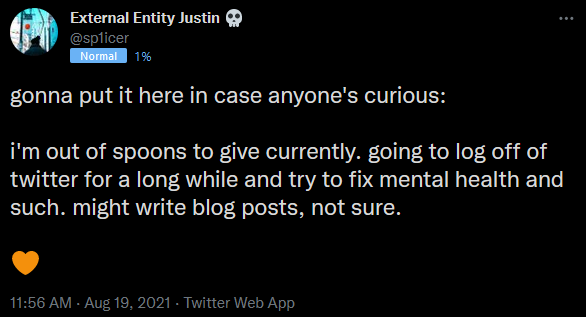 External Entity Justin 💀
@sp1icer
Normal 1%
gonna put it here in case anyone's curious:
i'm out of spoons to give currently. going to log off of
twitter for a long while and try to fix mental health and
such. might write blog posts, not sure.
🧡
11:56 AM · Aug 19, 2021 · Twitter Web App